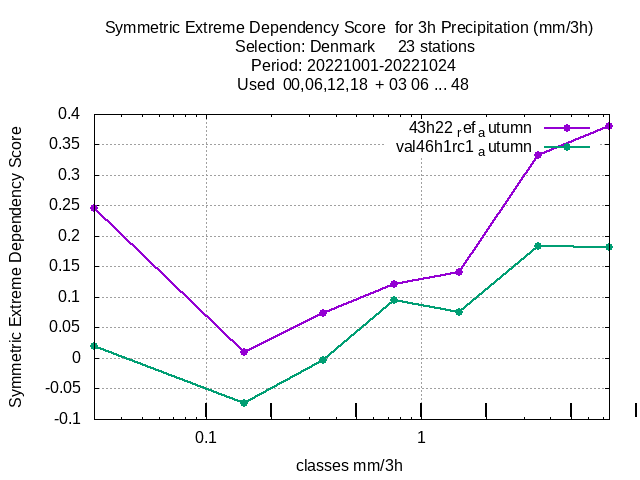 Symmetric Extreme Dependency Score  for 3h Precipitation (mm/3h)
Selection: Denmark     23 stations
Period: 20221001-20221024
Used  00,06,12,18  + 03 06 ... 48
43h22 ref autumn
val46h1rc1 autumn
0.4
0.35
0.3
0.25
0.2
0.15
0.1
0.05
0
-0.05
-0.1
Symmetric Extreme Dependency Score
0.1 1
classes mm/3h